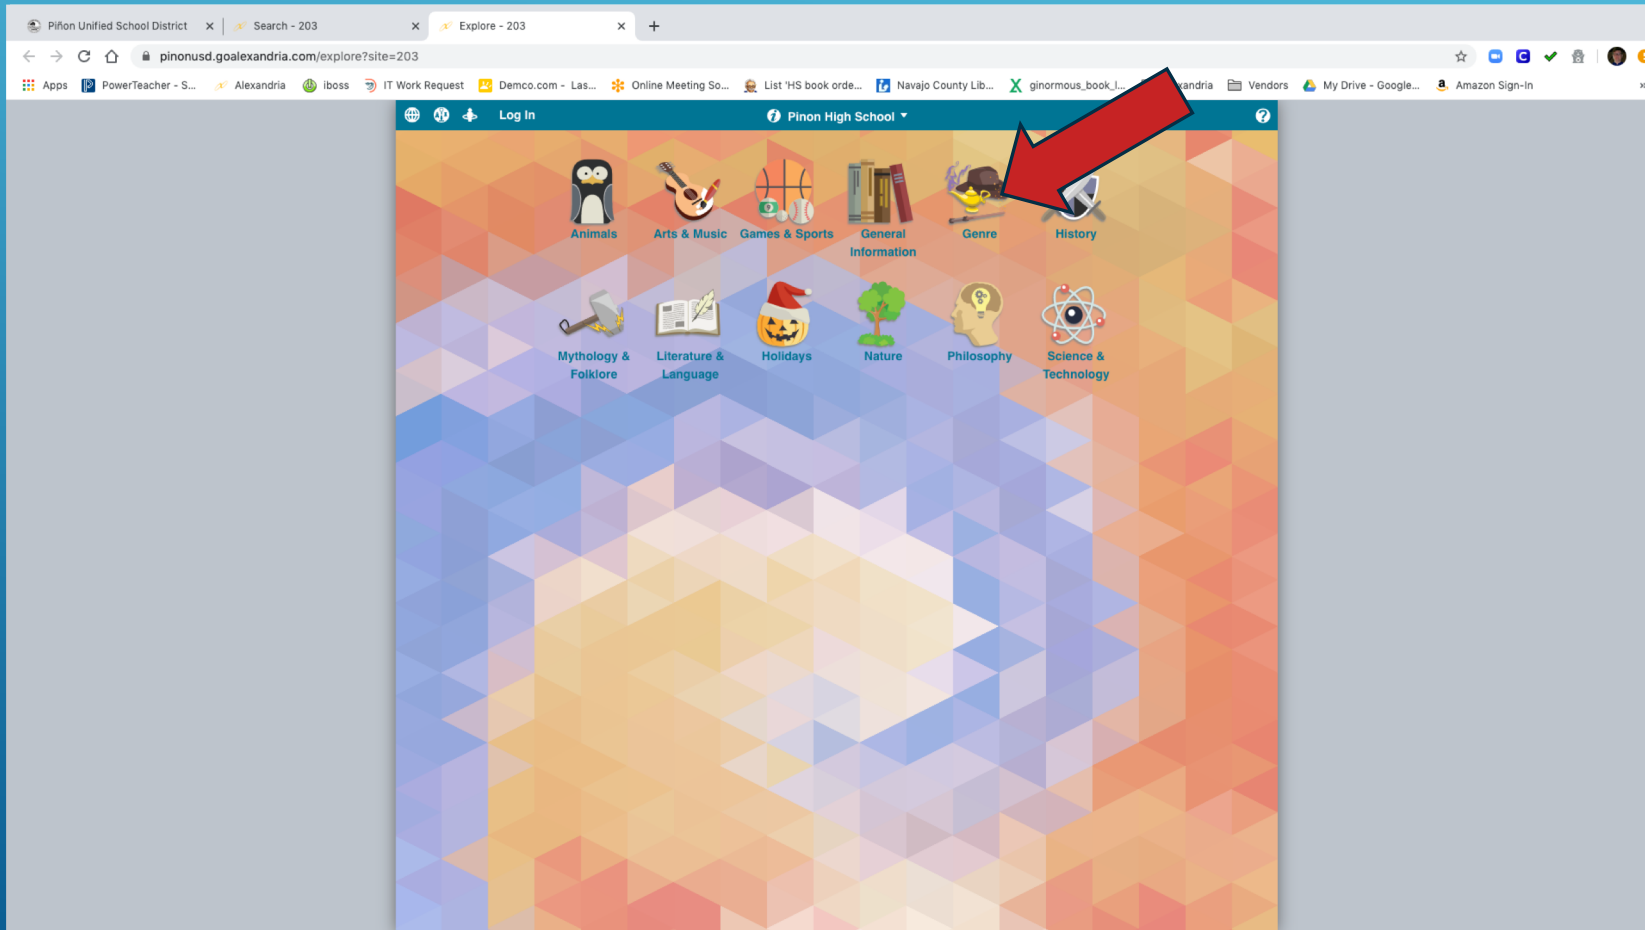 Piñon Unified School District
Search - 203
Explore - 203
pinonusd.goalexandria.com/explore?site=203
Apps
PowerTeacher - S...
Alexandria
iboss
IT Work Request
Demco.com - Las...
Online Meeting So...
List 'HS book orde...
Navajo County Lib...
ginormous_book_l...
Vendors
My Drive - Google...
Amazon Sign-In
Log In
Pinon High School
Animals
Arts & Music
Games & Sports
General
Information
Genre
History
Mythology &
Folklore
Literature &
Language
Holidays
Nature
Philosophy
Science &
Technology